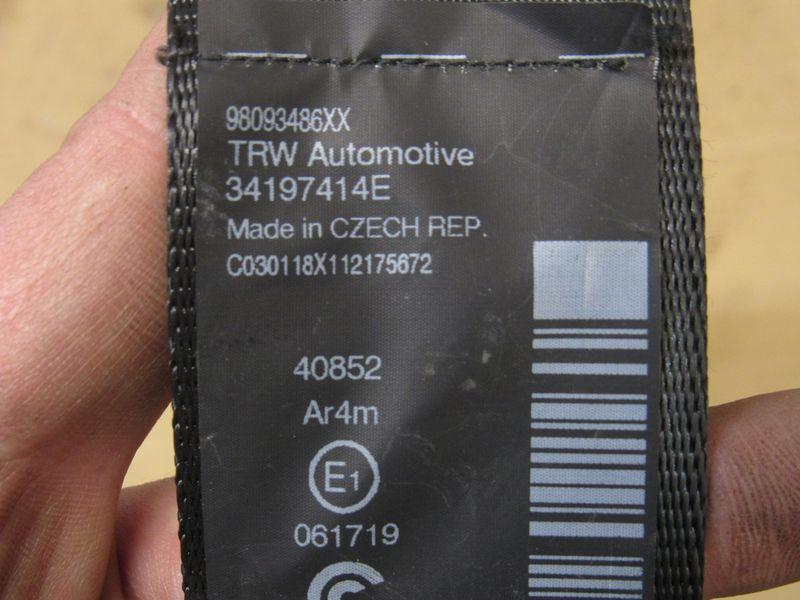 98093486XX
TRW Automotive
34197414E
Made in CZECH REP.
C030118X112175672
40852
Ar4m
E1
061719